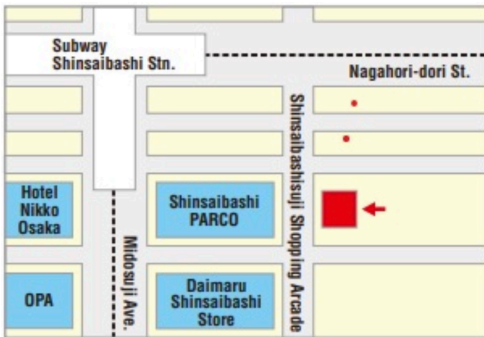 Subway
Shinsaibashi Stn.
Nagahori-dori St.
Shinsaibashisuji Shopping Arcade
Hotel
Nikko
Osaka
Shinsaibashi
PARCO
Midosuji Ave.
OPA
Daimaru
Shinsaibashi
Store